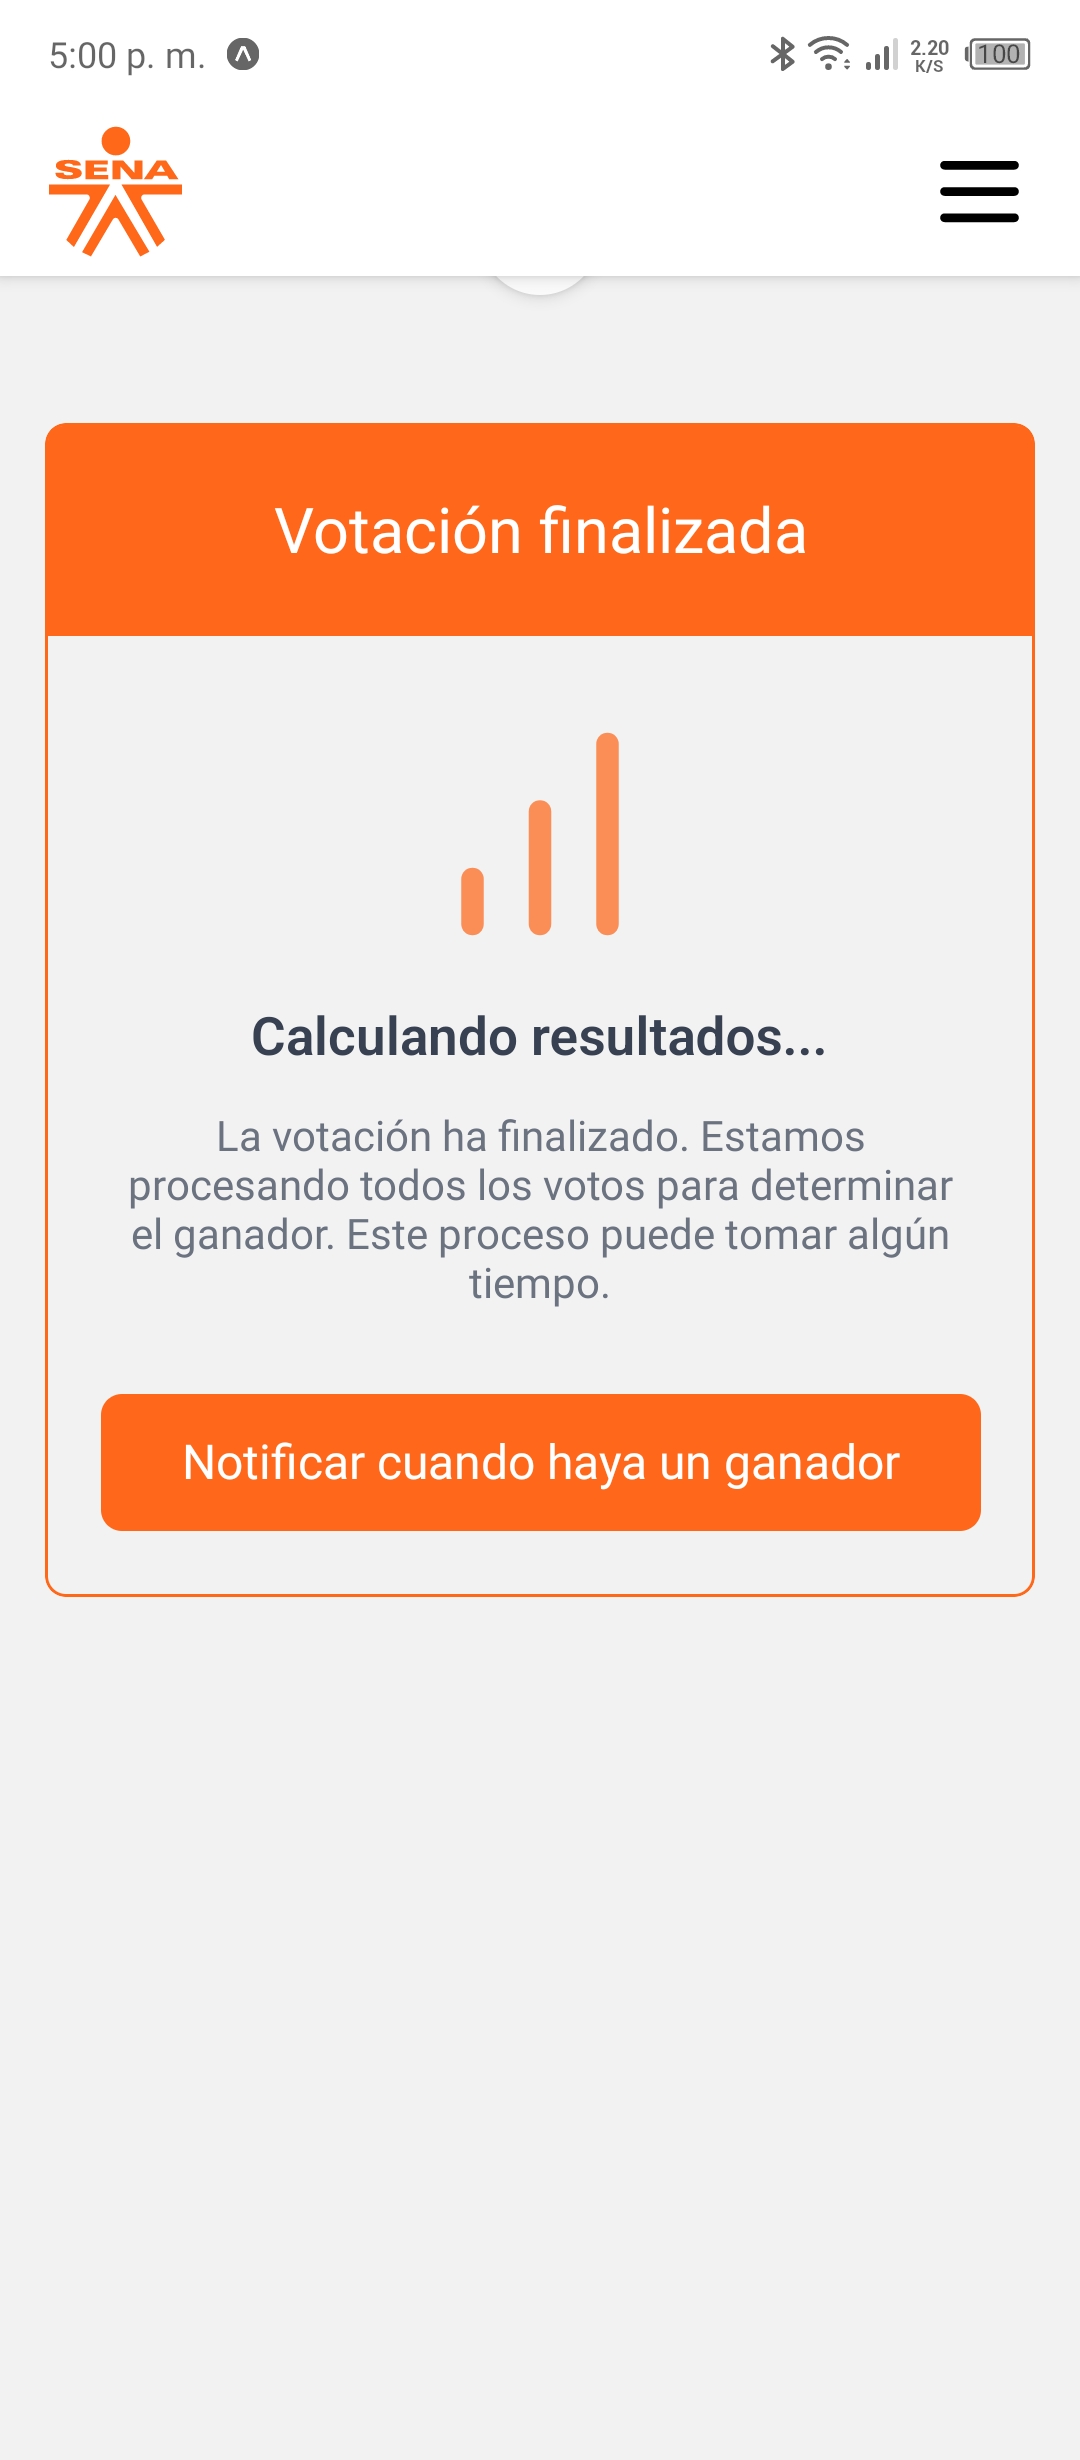 5:00 p. m.
2.20
K/S
100
SENA
Votación finalizada
Calculando resultados...
La votación ha finalizado. Estamos
procesando todos los votos para determinar
el ganador. Este proceso puede tomar algún
tiempo.
Notificar cuando haya un ganador